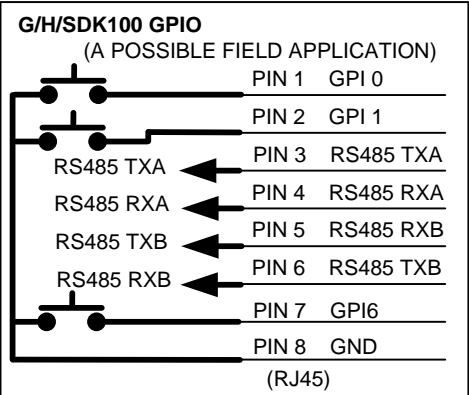 G/H/SDK100 GPIO
(A POSSIBLE FIELD APPLICATION)
PIN 1 GPI 0
PIN 2 GPI 1
RS485 TXA PIN 3 RS485 TXA
RS485 RXA PIN 4 RS485 RXA
RS485 TXB PIN 5 RS485 RXB
RS485 RXB PIN 6 RS485 TXB
PIN 7 GPI6
PIN 8 GND
(RJ45)